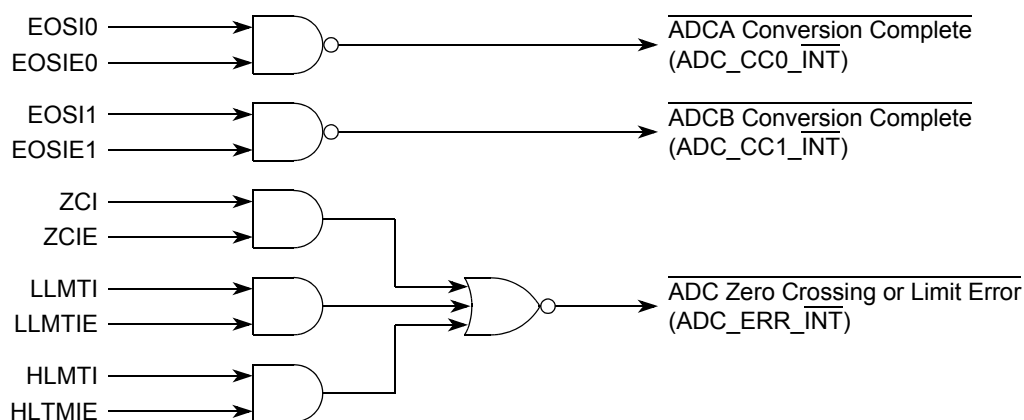 EOSI0
EOSIE0
ADCA Conversion Complete
(ADC_CC0_INT)
EOSI1
EOSIE1
ADCB Conversion Complete
(ADC_CC1_INT)
ZCI
ZCIE
LLMTI
LLMTIE
ADC Zero Crossing or Limit Error
(ADC_ERR_INT)
HLMTI
HLTMIE